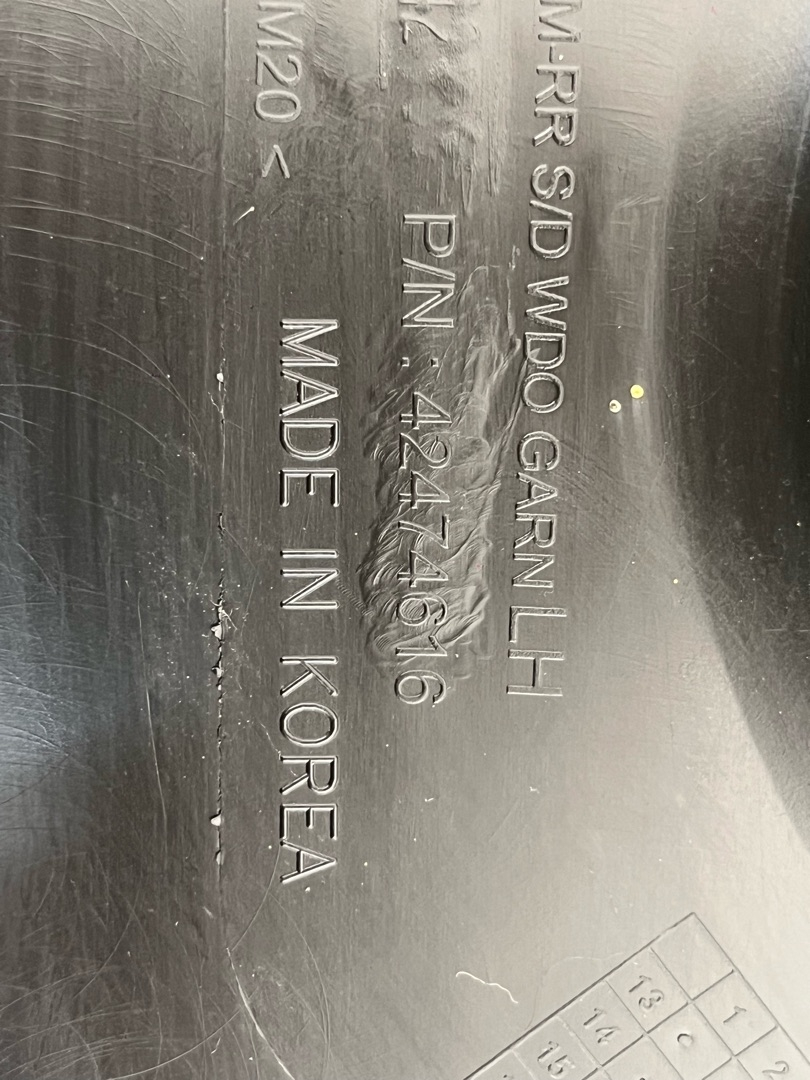 M-RR S/D WDO GARN LH
P/N : 42474616
M20 <
MADE IN KOREA
1
2
13
14
15